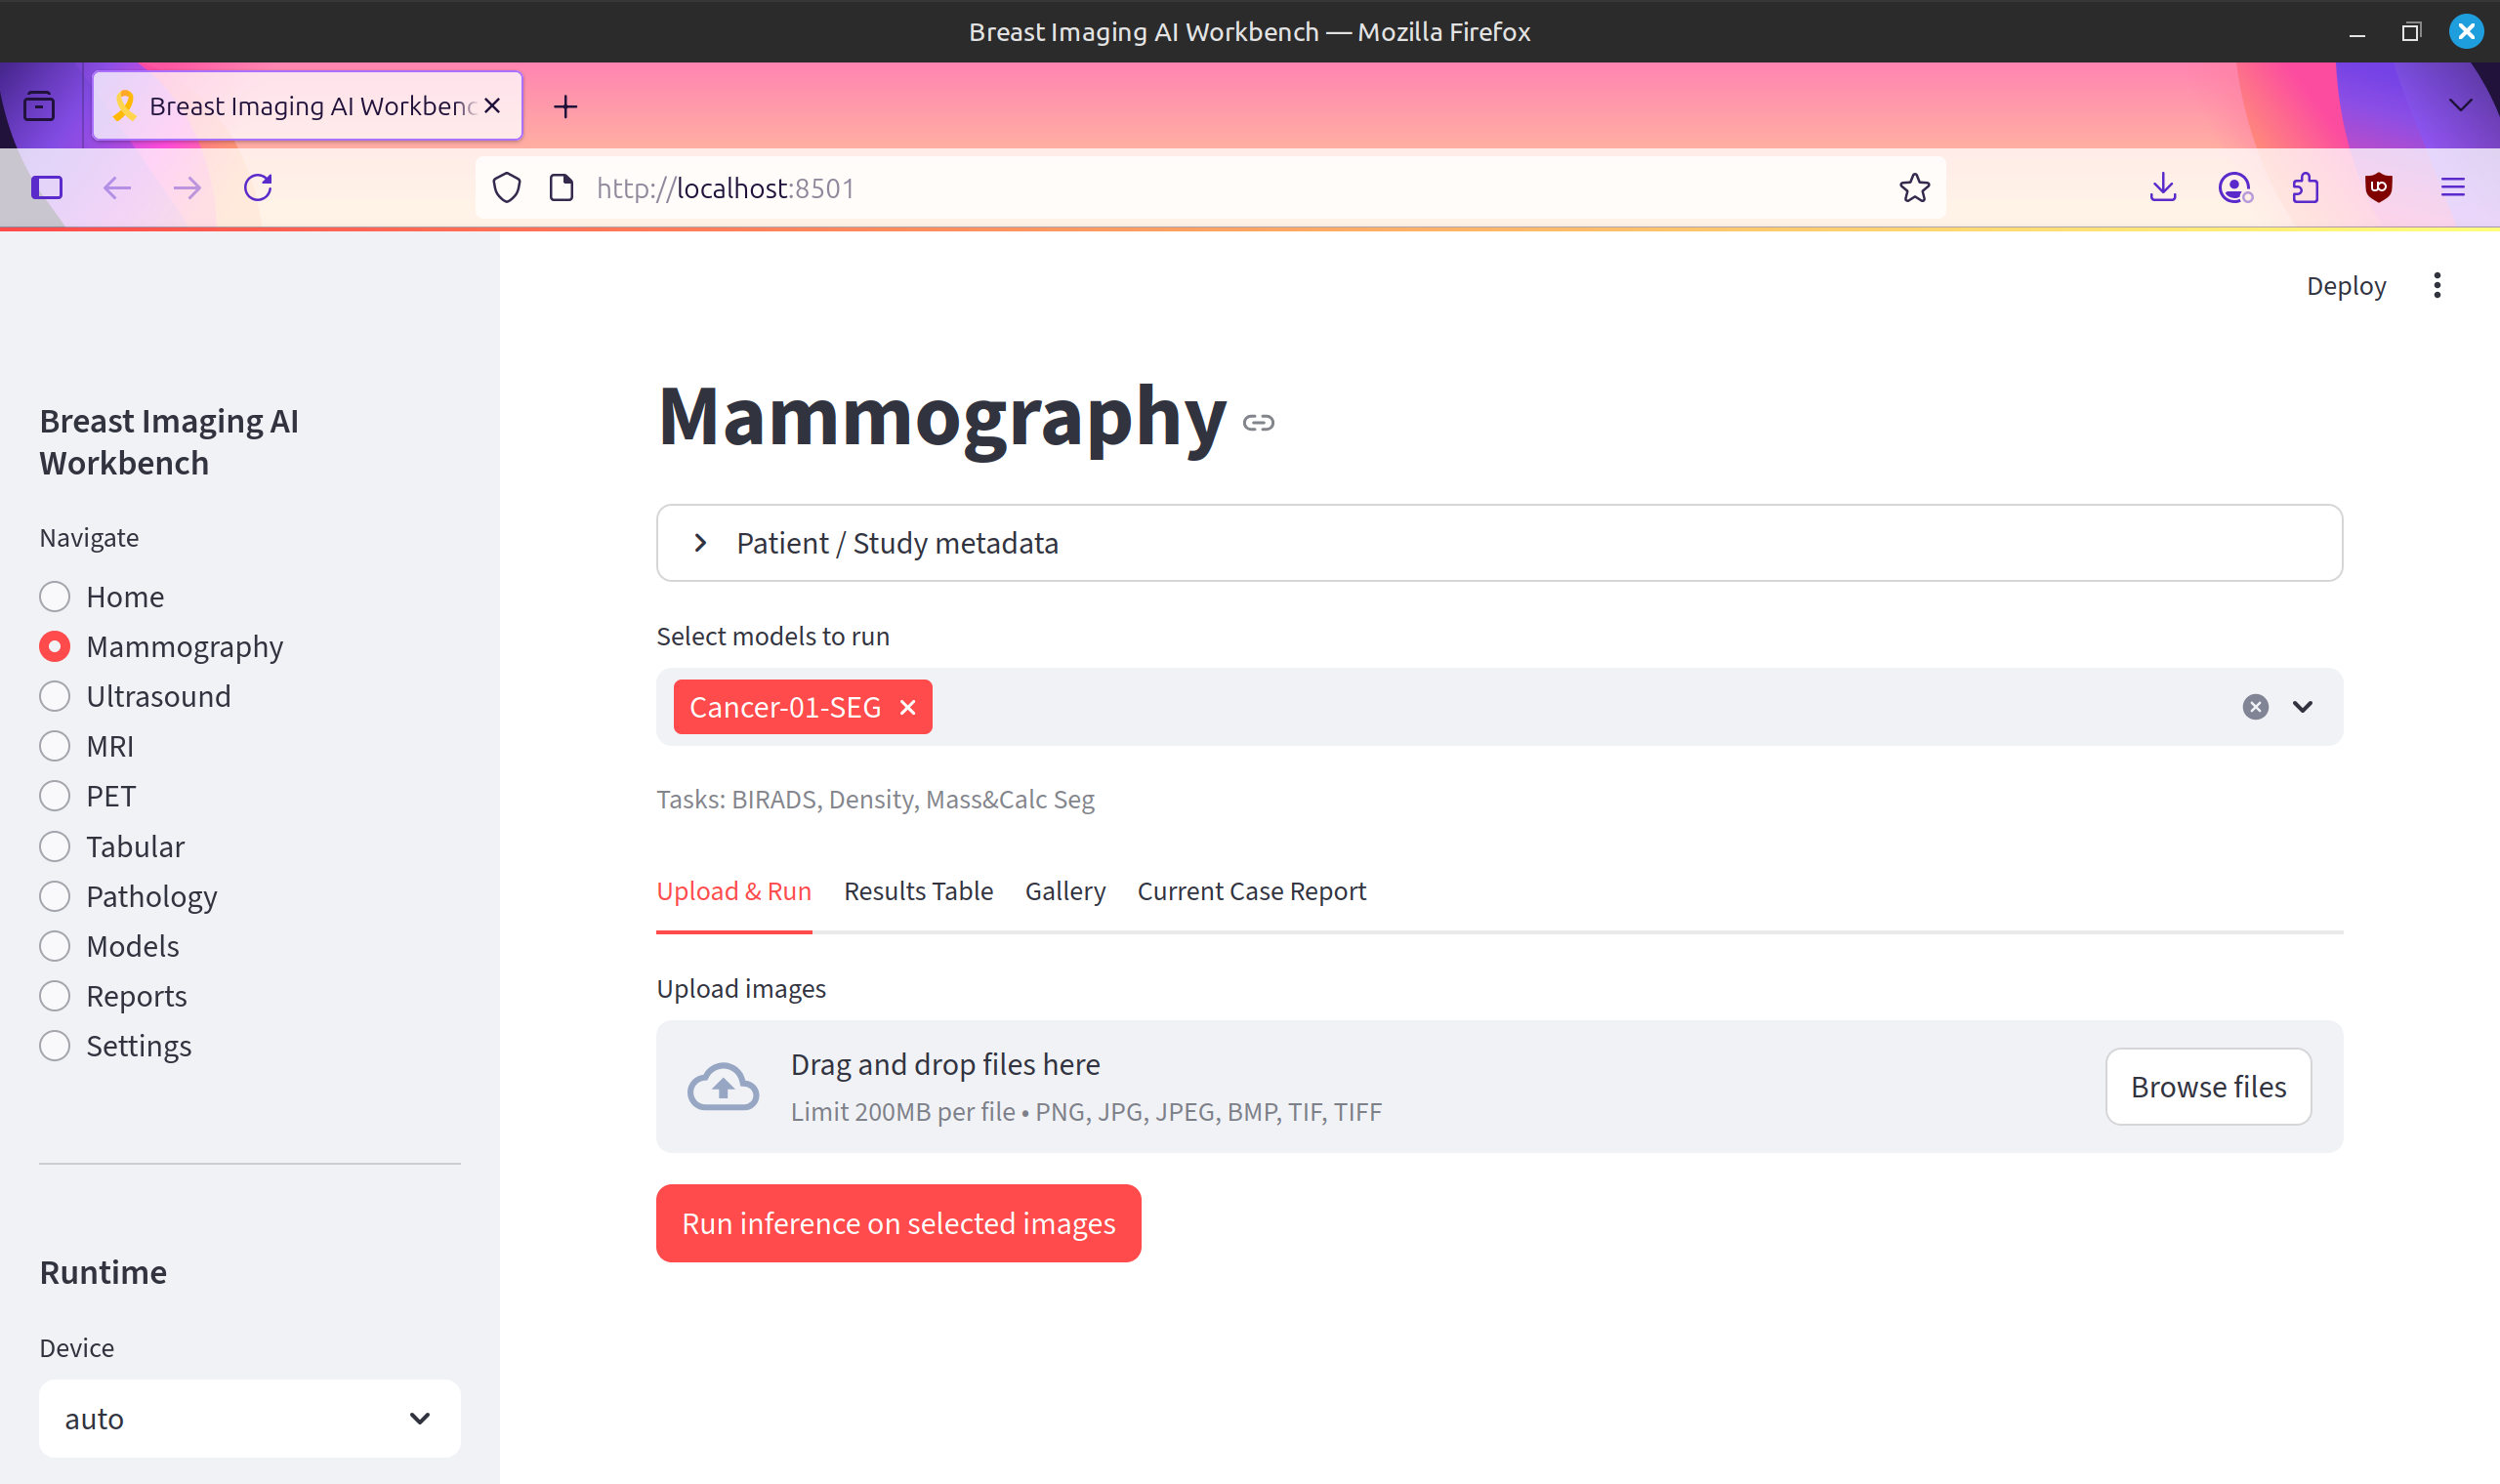 Breast Imaging AI Workbench — Mozilla Firefox
Breast Imaging AI Workbenc
http://localhost:8501
Deploy
Breast Imaging AI
Workbench
Navigate
Home
Mammography
Ultrasound
MRI
PET
Tabular
Pathology
Models
Reports
Settings
Runtime
Device
auto
Mammography
Patient / Study metadata
Select models to run
Cancer-01-SEG
Tasks: BIRADS, Density, Mass&Calc Seg
Upload & Run
Results Table
Gallery
Current Case Report
Upload images
Drag and drop files here
Limit 200MB per file • PNG, JPG, JPEG, BMP, TIF, TIFF
Browse files
Run inference on selected images